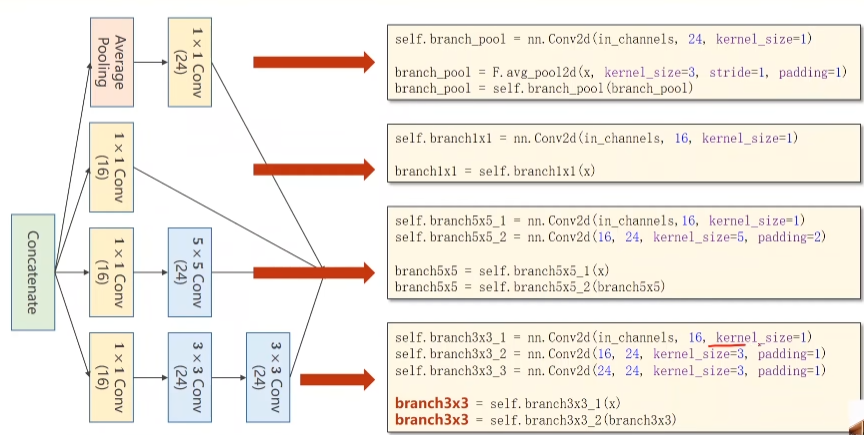 Concatenate
Average
Pooling
1×1 Conv
(24)
1×1 Conv
(16)
1×1 Conv
(16)
5×5 Conv
(24)
1×1 Conv
(16)
3×3 Conv
(24)
3×3 Conv
(24)
self.branch_pool = nn.Conv2d(in_channels, 24, kernel_size=1)
branch_pool = F.avg_pool2d(x, kernel_size=3, stride=1, padding=1)
branch_pool = self.branch_pool(branch_pool)
self.branch1x1 = nn.Conv2d(in_channels, 16, kernel_size=1)
branch1x1 = self.branch1x1(x)
self.branch5x5_1 = nn.Conv2d(in_channels,16, kernel_size=1)
self.branch5x5_2 = nn.Conv2d(16, 24, kernel_size=5, padding=2)
branch5x5 = self.branch5x5_1(x)
branch5x5 = self.branch5x5_2(branch5x5)
self.branch3x3_1 = nn.Conv2d(in_channels, 16, kernel_size=1)
self.branch3x3_2 = nn.Conv2d(16, 24, kernel_size=3, padding=1)
self.branch3x3_3 = nn.Conv2d(24, 24, kernel_size=3, padding=1)
branch3x3 = self.branch3x3_1(x)
branch3x3 = self.branch3x3_2(branch3x3)